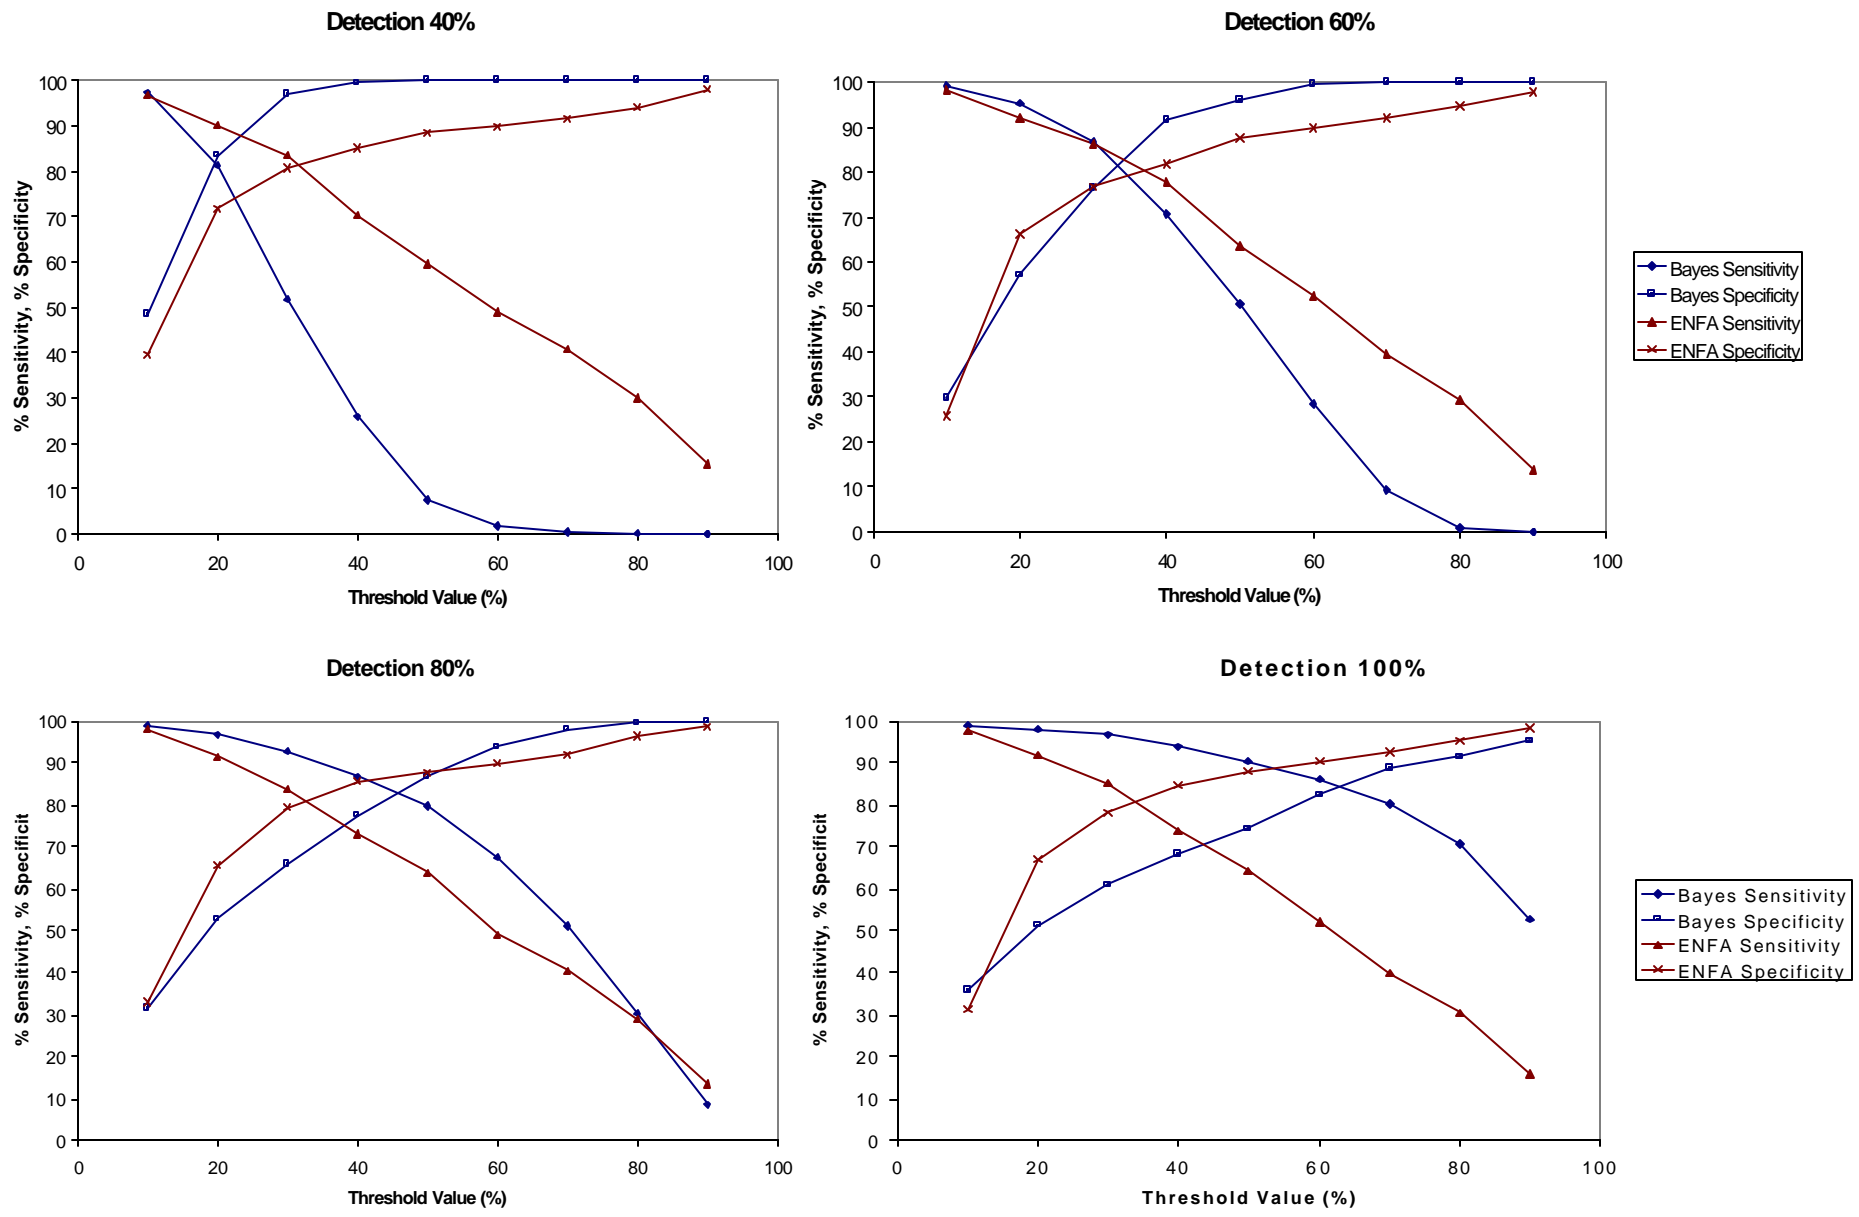 Detection 40%
100
90
80
70
60
50
40
30
20
10
0
% Sensitivity, % Specificity
0 20 40 60 80 100
Threshold Value (%)
Detection 60%
100
90
80
70
60
50
40
30
20
10
0
% Sensitivity, % Specificity
0 20 40 60 80 100
Threshold Value (%)
Bayes Sensitivity
Bayes Specificity
ENFA Sensitivity
ENFA Specificity
Detection 80%
100
90
80
70
60
50
40
30
20
10
0
% Sensitivity, % Specificit
0 20 40 60 80 100
Threshold Value (%)
Detection 100%
100
90
80
70
60
50
40
30
20
10
0
% Sensitivity, % Specificit
0 20 40 60 80 100
Threshold Value (%)
Bayes Sensitivity
Bayes Specificity
ENFA Sensitivity
ENFA Specificity